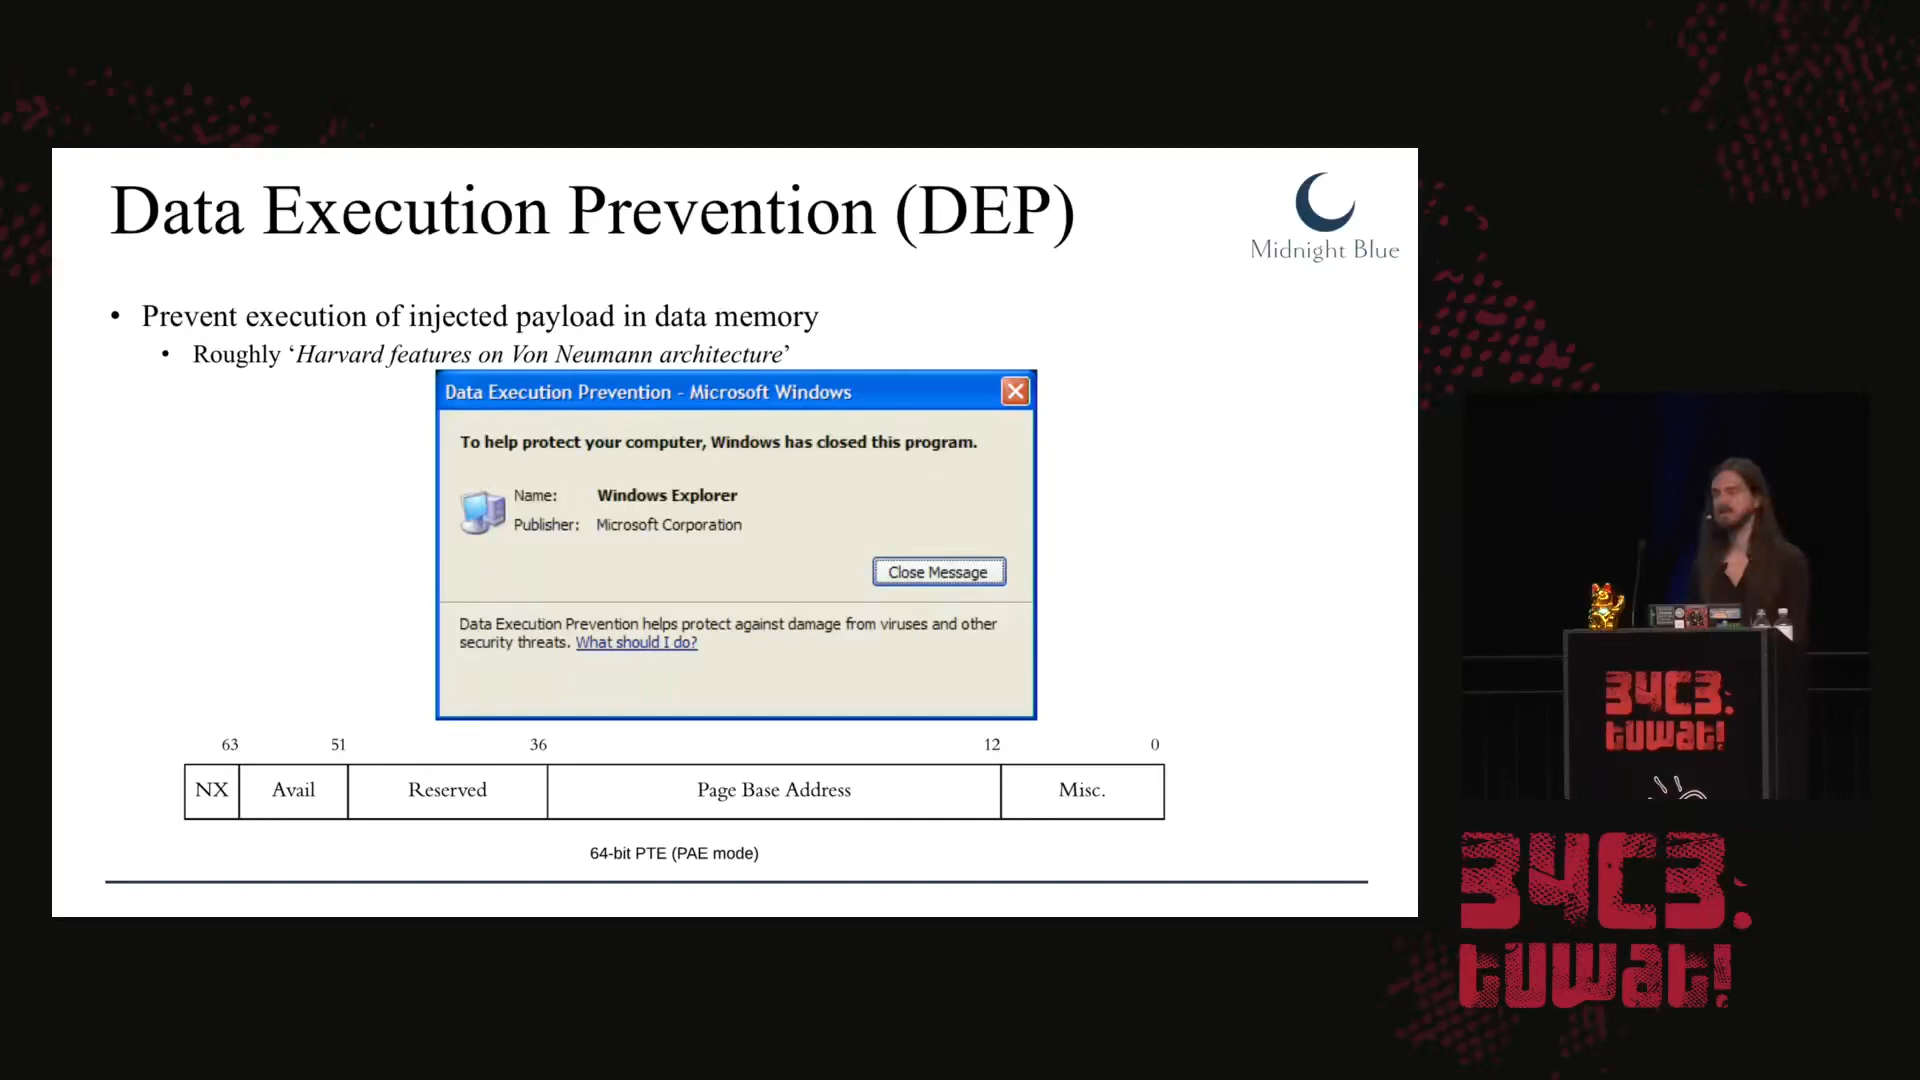 Data Execution Prevention (DEP)
Midnight Blue
• Prevent execution of injected payload in data memory
• Roughly ‘Harvard features on Von Neumann architecture’
Data Execution Prevention - Microsoft Windows
To help protect your computer, Windows has closed this program.
Name: Windows Explorer
Publisher: Microsoft Corporation
Close Message
Data Execution Prevention helps protect against damage from viruses and other
security threats. What should I do?
63 51 36 12 0
NX Avail Reserved Page Base Address Misc.
64-bit PTE (PAE mode)
34C3.
tuwat!
34C3.
tuwat!